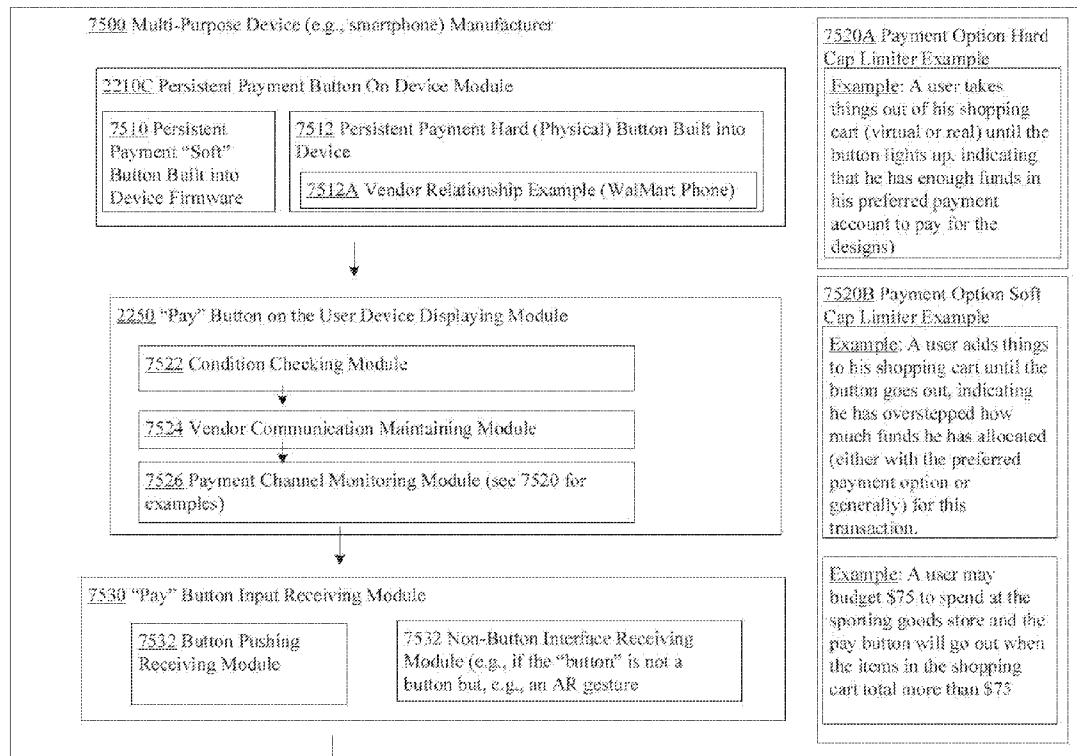 7500 Multi-Purpose Device (e.g., smartphone) Manufacturer
2210C Persistent Payment Button On Device Module
7510 Persistent
Payment "Soft"
Button Built into
Device Firmware
7512 Persistent Payment Hard (Physical) Button Built into
Device
7512A Vendor Relationship Example (WalMart Phone)
2250 "Pay" Button on the User Device Displaying Module
7522 Condition Checking Module
7524 Vendor Communication Maintaining Module
7526 Payment Channel Monitoring Module (see 7520 for
examples)
7530 "Pay" Button Input Receiving Module
7532 Button Pushing
Receiving Module
7532 Non-Button Interface Receiving
Module (e.g., if the "button" is not a
button but, e.g., an AR gesture
7520A Payment Option Hard
Cap Limiter Example
Example: A user takes
things out of his shopping
cart (virtual or real) until the
button lights up, indicating
that he has enough funds in
his preferred payment
account to pay for the
designs)
7520B Payment Option Soft
Cap Limiter Example
Example: A user adds things
to his shopping cart until the
button goes out, indicating
he has overstepped how
much funds he has allocated
(either with the preferred
payment option or
generally) for this
transaction.
Example: A user may
budget $75 to spend at the
sporting goods store and the
pay button will go out when
the items in the shopping
cart total more than $75